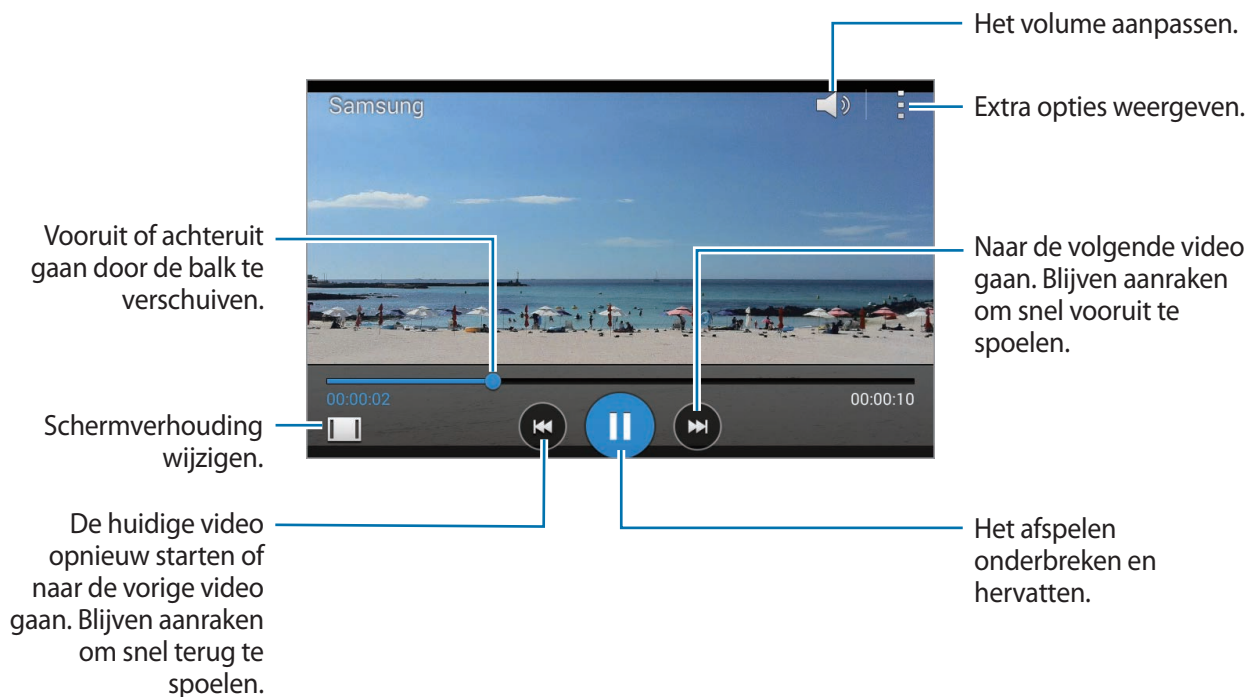 Het volume aanpassen.
Samsung
Extra opties weergeven.
Vooruit of achteruit
gaan door de balk te
verschuiven.
Naar de volgende video
gaan. Blijven aanraken
om snel vooruit te
spoelen.
00:00:02
00:00:10
Schermverhouding
wijzigen.
De huidige video
opnieuw starten of
naar de vorige video
gaan. Blijven aanraken
om snel terug te
spoelen.
Het afspelen
onderbreken en
hervatten.